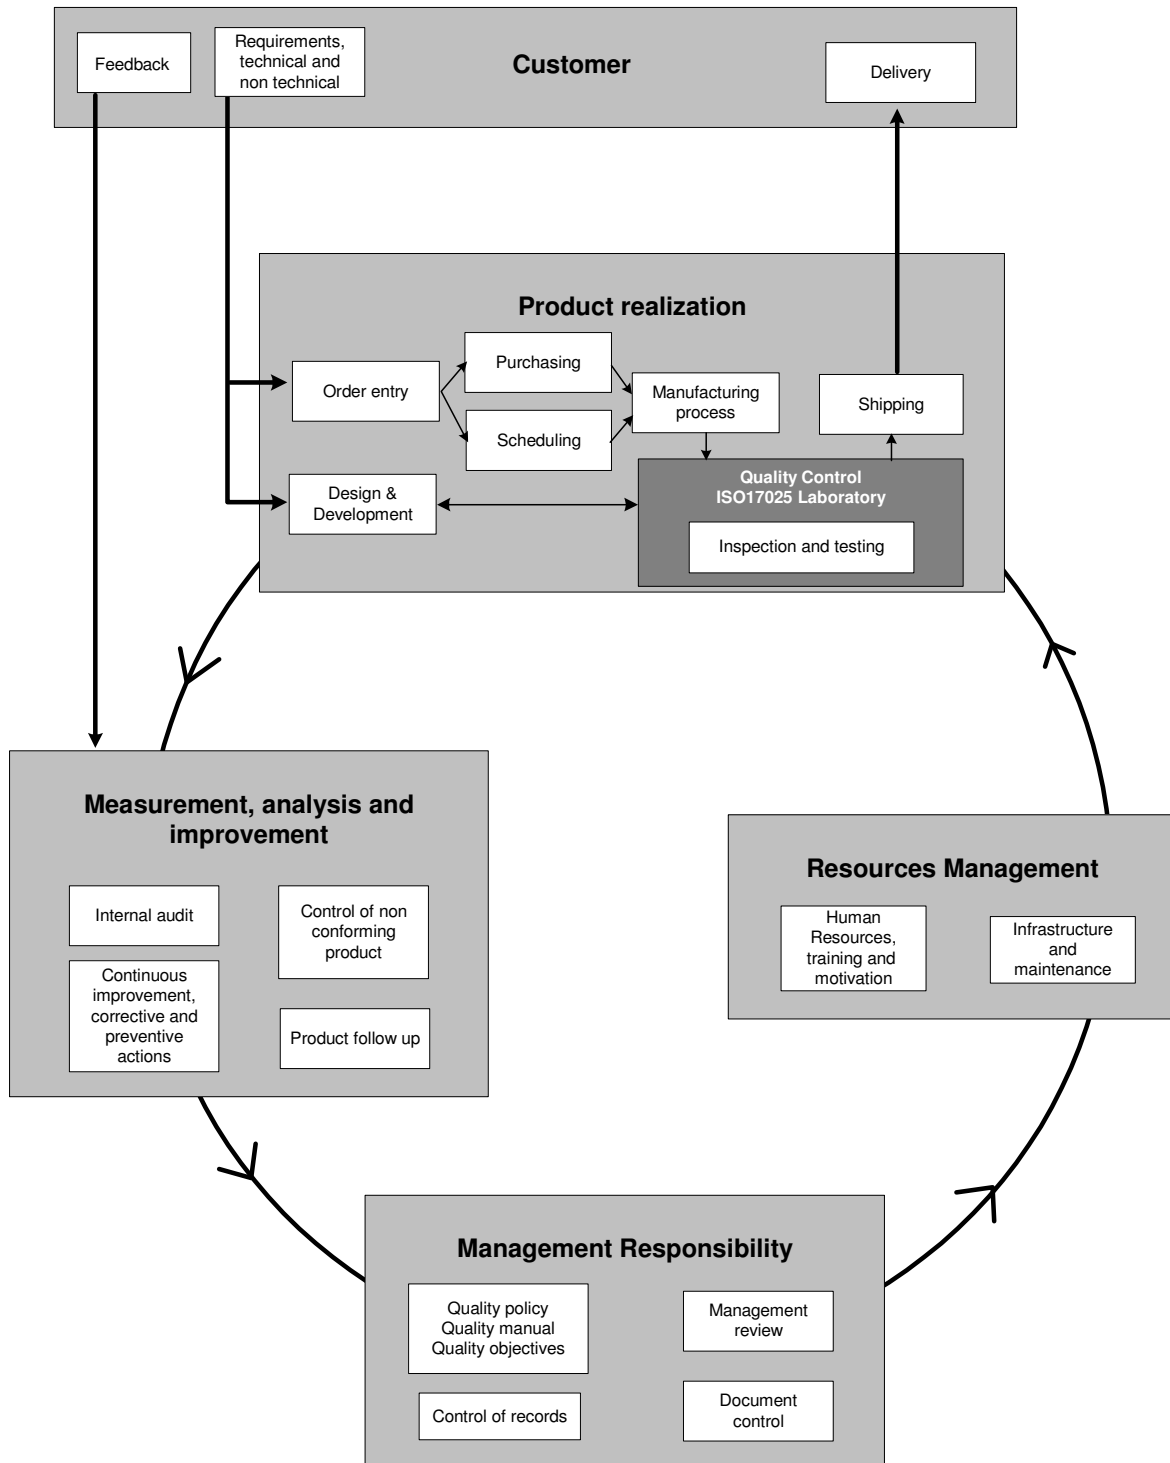 Feedback
Requirements,
technical and
non technical
Customer
Delivery
Product realization
Order entry
Purchasing
Scheduling
Manufacturing
process
Shipping
Design &
Development
Quality Control
ISO17025 Laboratory
Inspection and testing
Measurement, analysis and
improvement
Internal audit
Control of non
conforming
product
Continuous
improvement,
corrective and
preventive
actions
Product follow up
Resources Management
Human
Resources,
training and
motivation
Infrastructure
and
maintenance
Management Responsibility
Quality policy
Quality manual
Quality objectives
Management
review
Control of records
Document
control